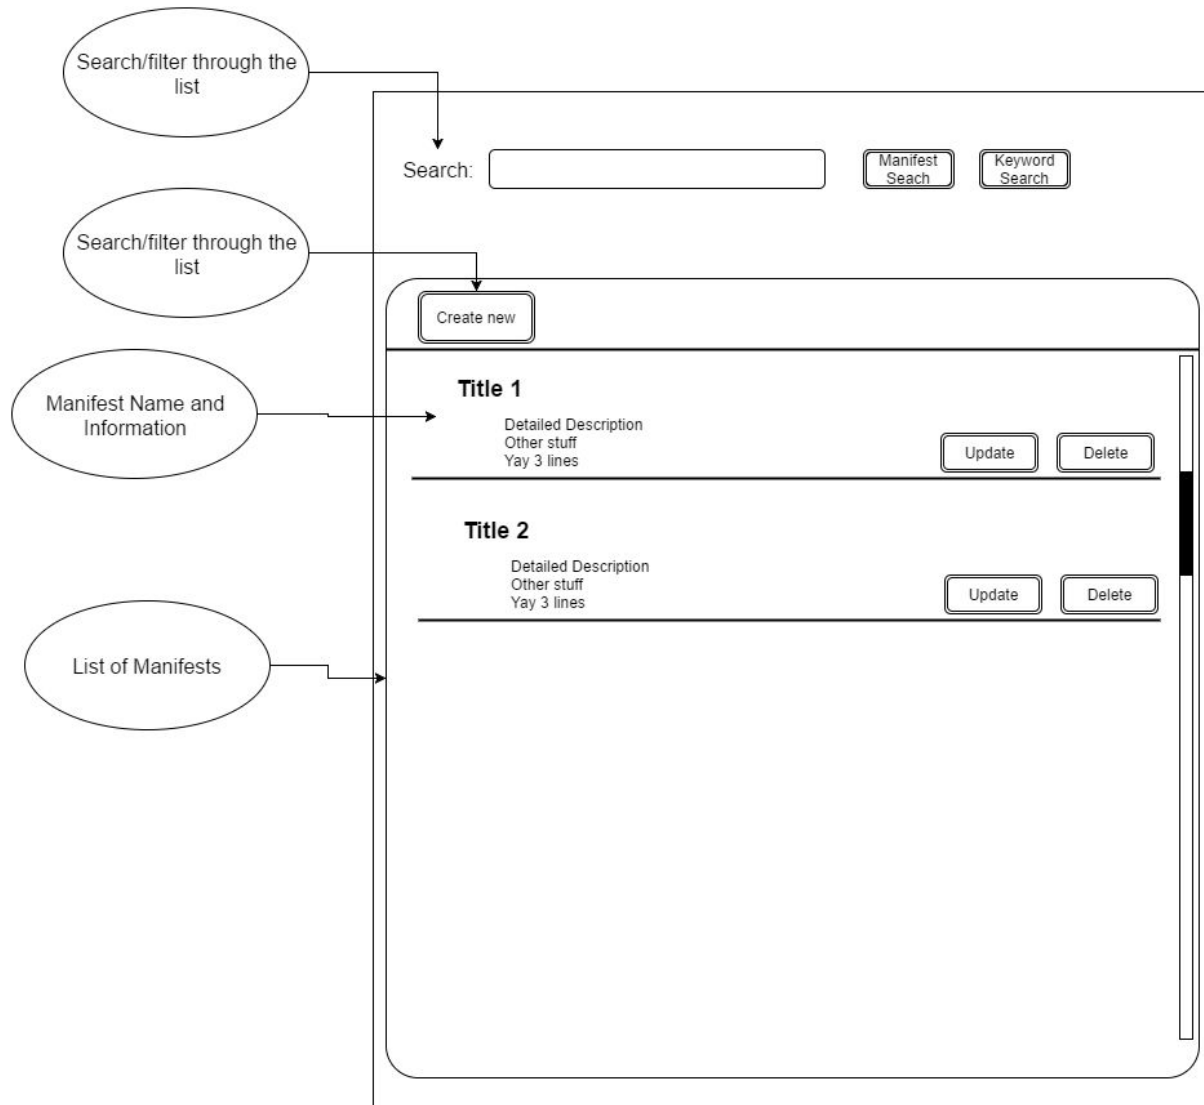 Search/filter through the
list
Search:
Manifest
Seach
Keyword
Search
Search/filter through the
list
Create new
Manifest Name and
Information
Title 1
Detailed Description
Other stuff
Yay 3 lines
Update
Delete
Title 2
Detailed Description
Other stuff
Yay 3 lines
Update
Delete
List of Manifests